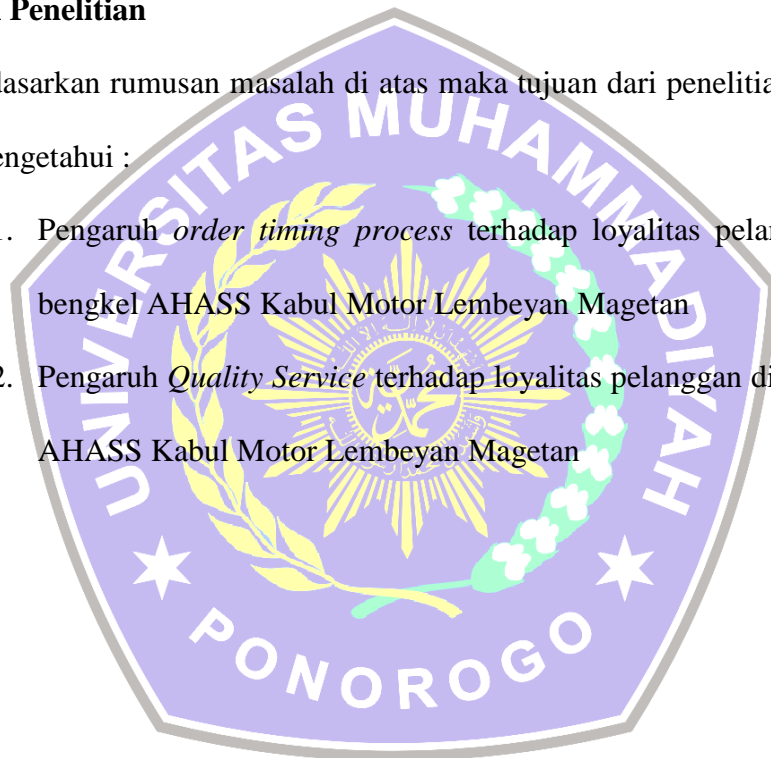 Penelitian
dasarkan rumusan masalah di atas maka tujuan dari penelitia
engetahui :
1. Pengaruh order timing process terhadap loyalitas pelan
bengkel AHASS Kabul Motor Lembeyan Magetan
2. Pengaruh Quality Service terhadap loyalitas pelanggan di
AHASS Kabul Motor Lembeyan Magetan
UNIVERSITAS MUHAMMADIYAH
PONOROGO